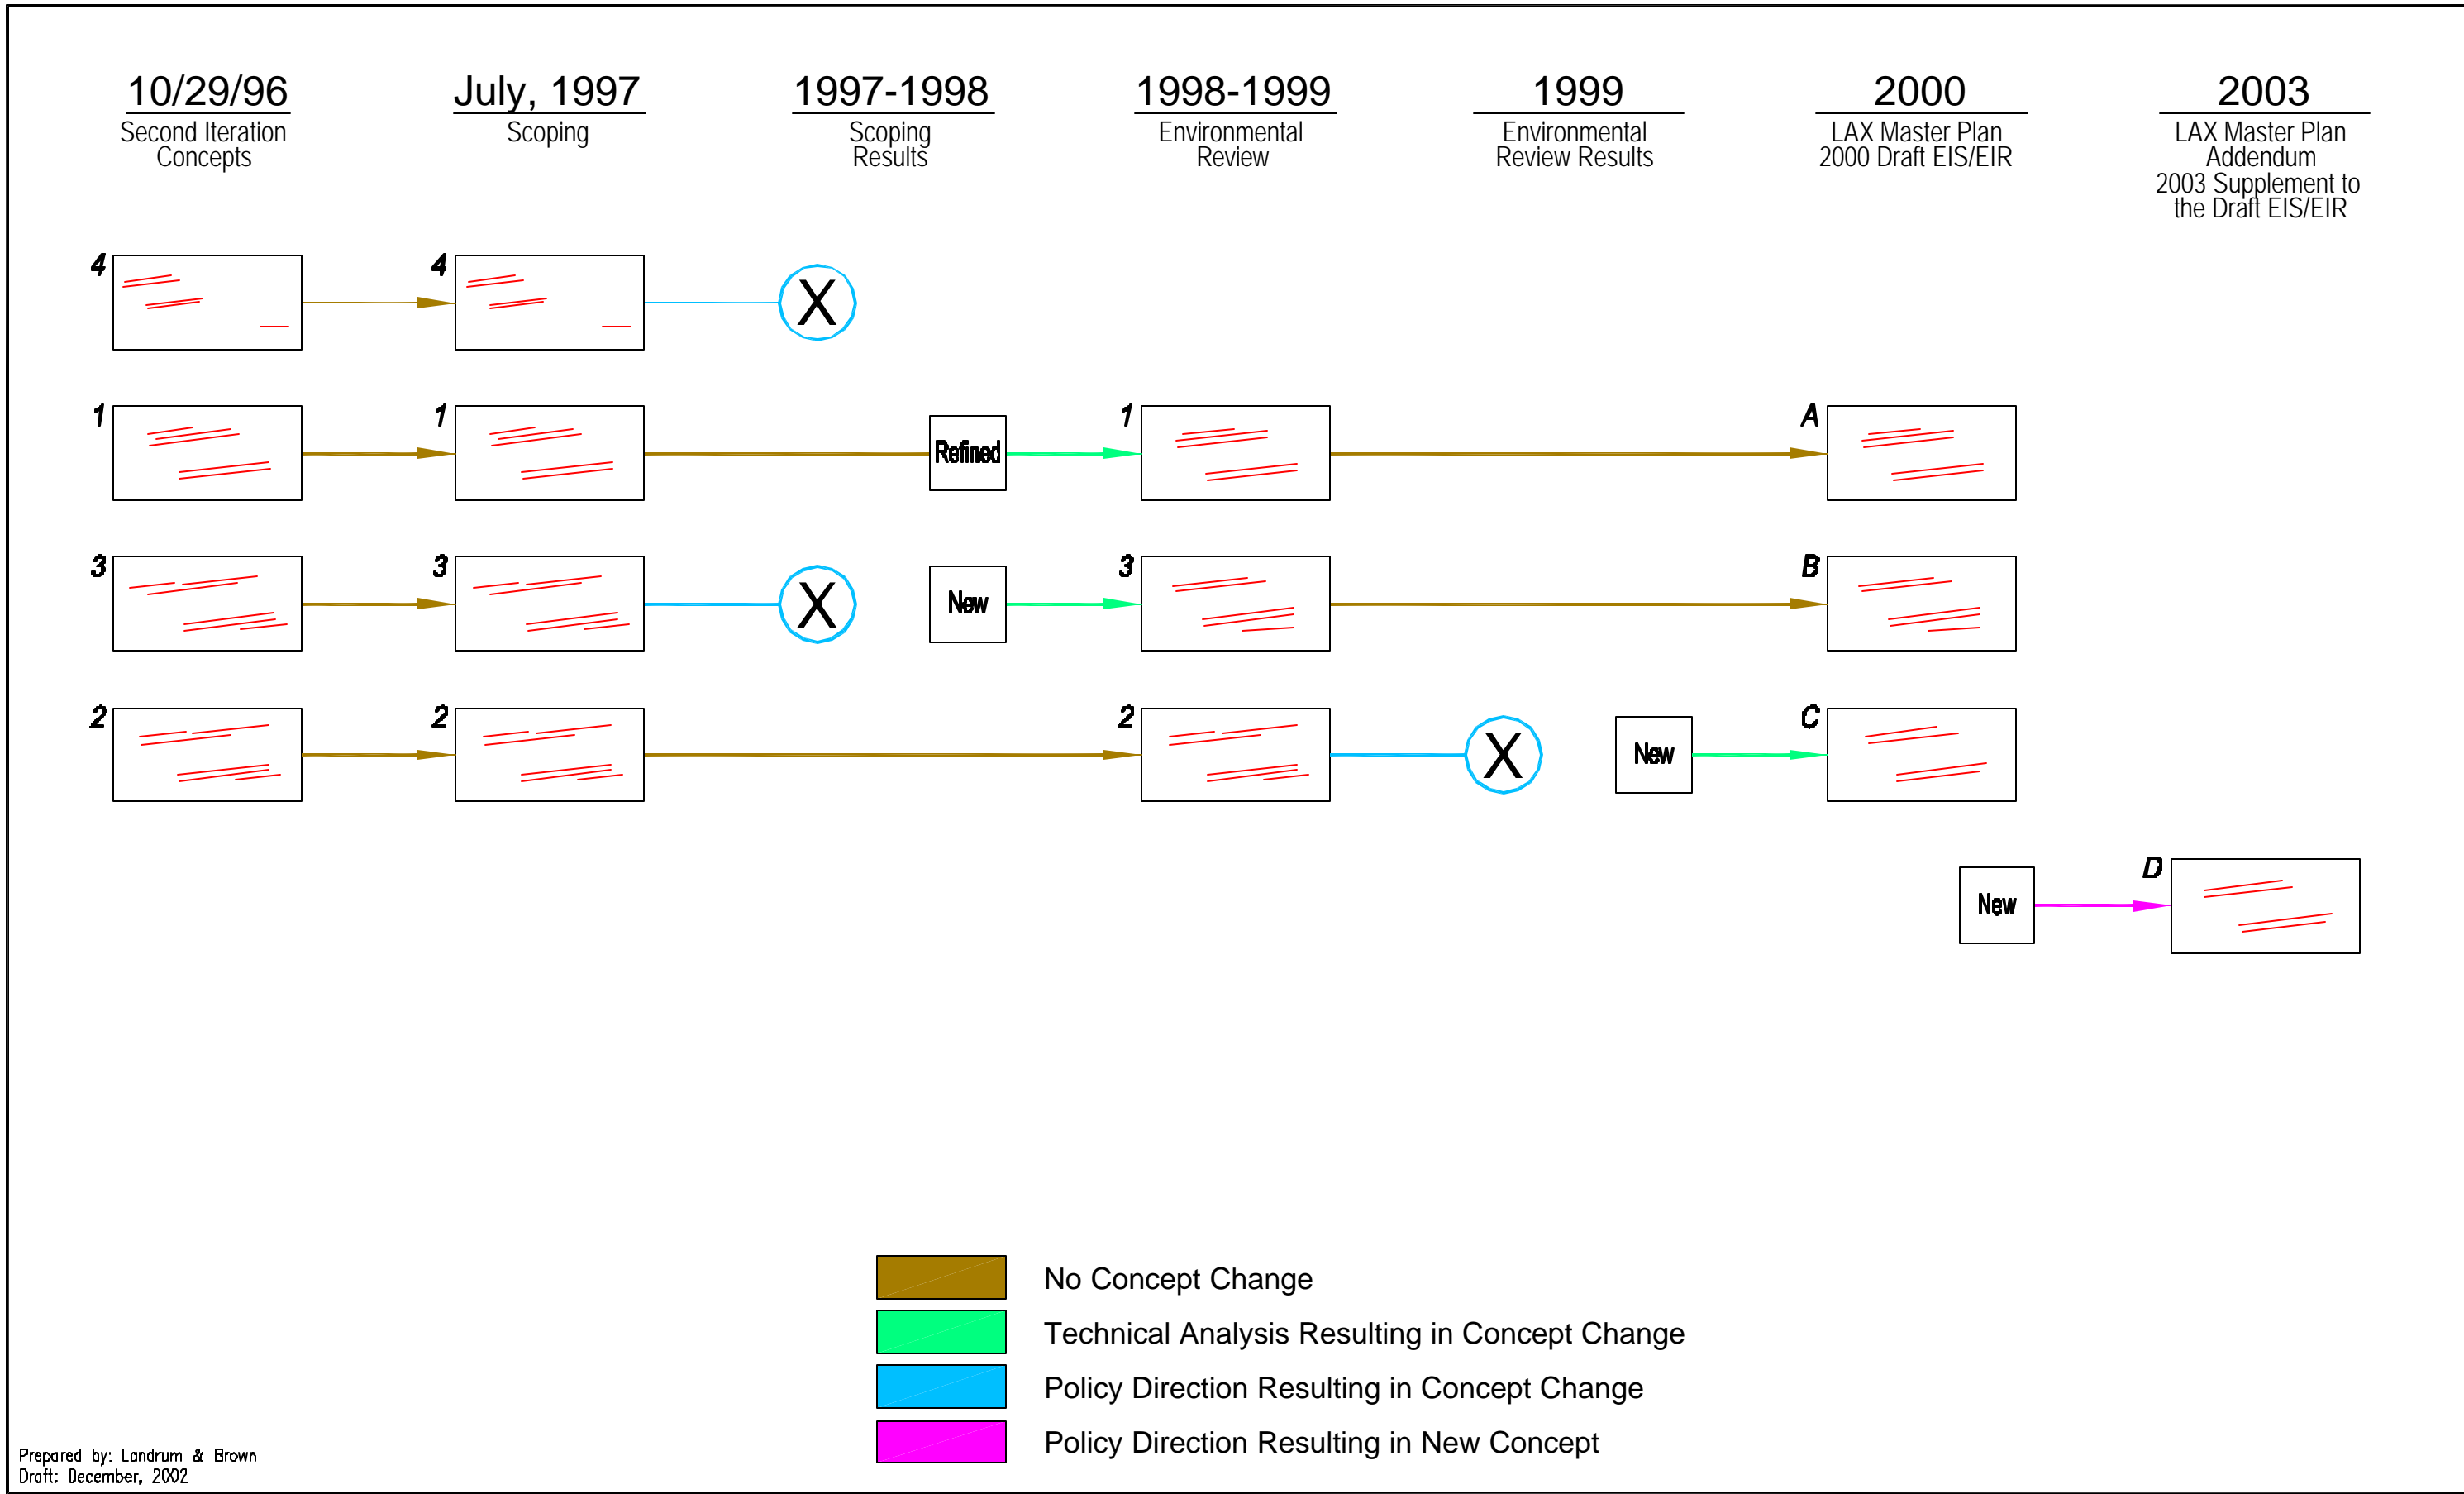 10/29/96
Second Iteration
Concepts
July, 1997
Scoping
1997-1998
Scoping
Results
1998-1999
Environmental
Review
1999
Environmental
Review Results
2000
LAX Master Plan
2000 Draft EIS/EIR
2003
LAX Master Plan
Addendum
2003 Supplement to
the Draft EIS/EIR
4
4
X
1
1
Refined
1
A
3
3
X
New
3
B
2
2
2
X
New
C
New
D
No Concept Change
Technical Analysis Resulting in Concept Change
Policy Direction Resulting in Concept Change
Policy Direction Resulting in New Concept
Prepared by: Landrum & Brown
Draft: December, 2002